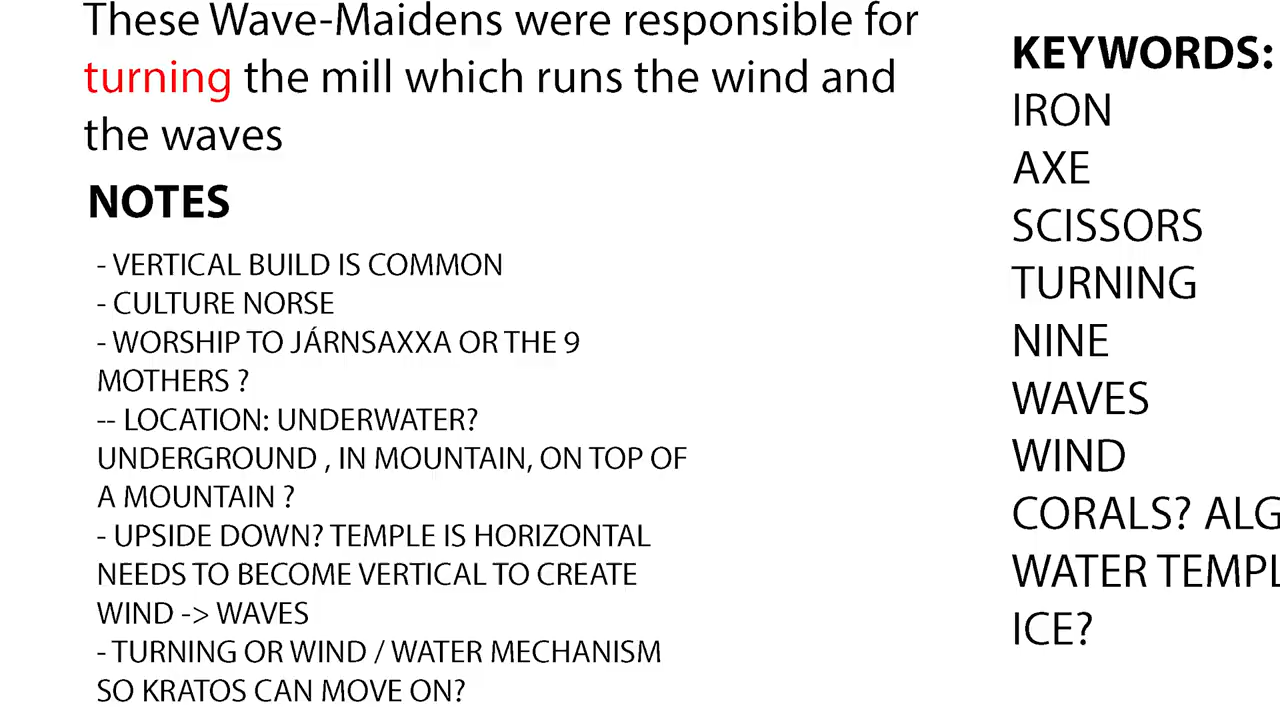 These Wave-Maidens were responsible for
turning the mill which runs the wind and
the waves
NOTES
- VERTICAL BUILD IS COMMON
- CULTURE NORSE
- WORSHIP TO JÁRNSAXXA OR THE 9
MOTHERS ?
-- LOCATION: UNDERWATER?
UNDERGROUND , IN MOUNTAIN, ON TOP OF
A MOUNTAIN ?
- UPSIDE DOWN? TEMPLE IS HORIZONTAL
NEEDS TO BECOME VERTICAL TO CREATE
WIND -> WAVES
- TURNING OR WIND / WATER MECHANISM
SO KRATOS CAN MOVE ON?
KEYWORDS:
IRON
AXE
SCISSORS
TURNING
NINE
WAVES
WIND
CORALS?
WATER
ICE?